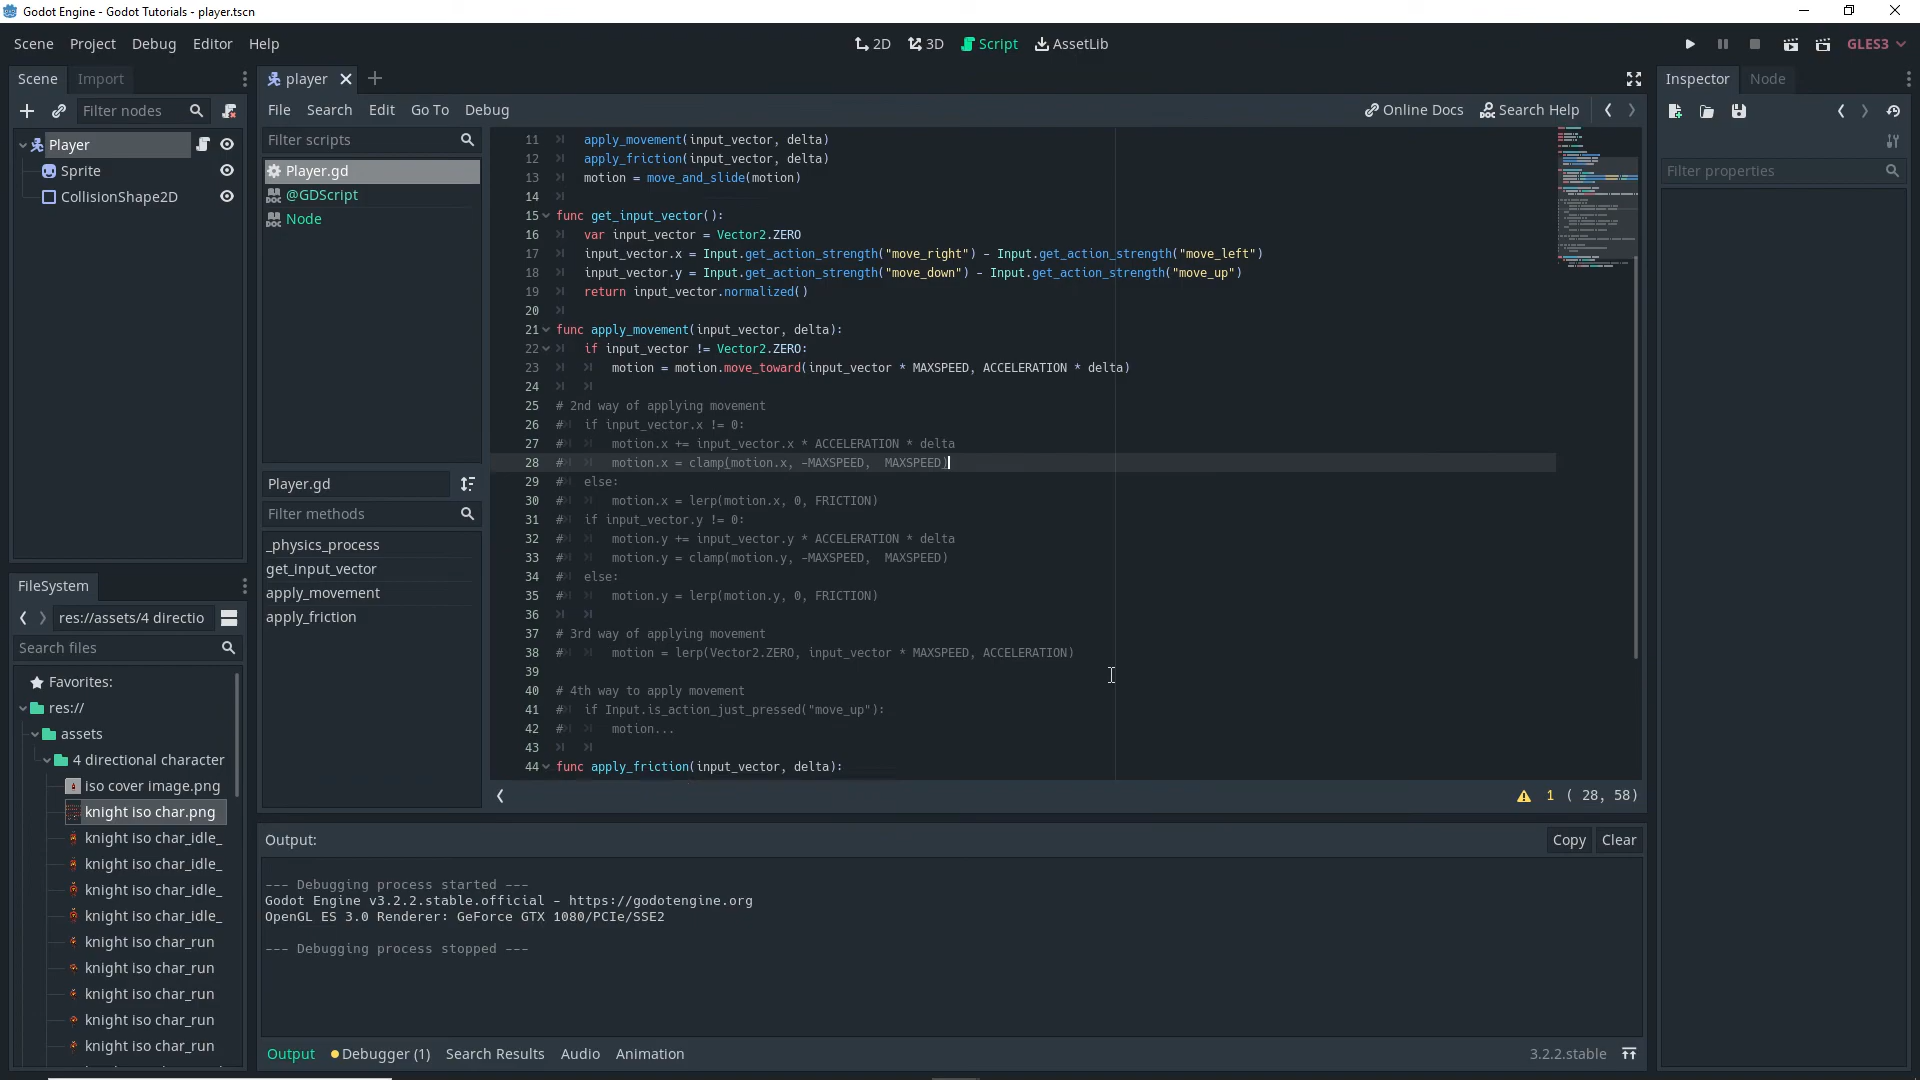 Godot Engine - Godot Tutorials - player.tscn
Scene Project Debug Editor Help
2D 3D Script AssetLib
GLES3
Scene Import
Filter nodes
Player
Sprite
CollisionShape2D
FileSystem
res://assets/4 directio
Search files
Favorites:
res://
assets
4 directional character
iso cover image.png
knight iso char.png
knight iso char_idle_
knight iso char_idle_
knight iso char_idle_
knight iso char_idle_
knight iso char_run
knight iso char_run
knight iso char_run
knight iso char_run
knight iso char_run
player
File Search Edit Go To Debug
Online Docs Search Help
Filter scripts
Player.gd
@GDScript
Node
Player.gd
Filter methods
_physics_process
get_input_vector
apply_movement
apply_friction
11 apply_movement(input_vector, delta)
12 apply_friction(input_vector, delta)
13 motion = move_and_slide(motion)
14
15 func get_input_vector():
16 var input_vector = Vector2.ZERO
17 input_vector.x = Input.get_action_strength("move_right") - Input.get_action_strength("move_left")
18 input_vector.y = Input.get_action_strength("move_down") - Input.get_action_strength("move_up")
19 return input_vector.normalized()
20
21 func apply_movement(input_vector, delta):
22 if input_vector != Vector2.ZERO:
23 motion = motion.move_toward(input_vector * MAXSPEED, ACCELERATION * delta)
24
25 # 2nd way of applying movement
26 # if input_vector.x != 0:
27 # motion.x += input_vector.x * ACCELERATION * delta
28 # motion.x = clamp(motion.x, -MAXSPEED,  MAXSPEED)
29 # else:
30 # motion.x = lerp(motion.x, 0, FRICTION)
31 # if input_vector.y != 0:
32 # motion.y += input_vector.y * ACCELERATION * delta
33 # motion.y = clamp(motion.y, -MAXSPEED,  MAXSPEED)
34 # else:
35 # motion.y = lerp(motion.y, 0, FRICTION)
36
37 # 3rd way of applying movement
38 # motion = lerp(Vector2.ZERO, input_vector * MAXSPEED, ACCELERATION)
39
40 # 4th way to apply movement
41 # if Input.is_action_just_pressed("move_up"):
42 # motion...
43
44 func apply_friction(input_vector, delta):
1 ( 28, 58)
Output:
Copy Clear
--- Debugging process started ---
Godot Engine v3.2.2.stable.official - https://godotengine.org
OpenGL ES 3.0 Renderer: GeForce GTX 1080/PCIe/SSE2
--- Debugging process stopped ---
Output Debugger (1) Search Results Audio Animation
3.2.2.stable
Inspector Node
Filter properties